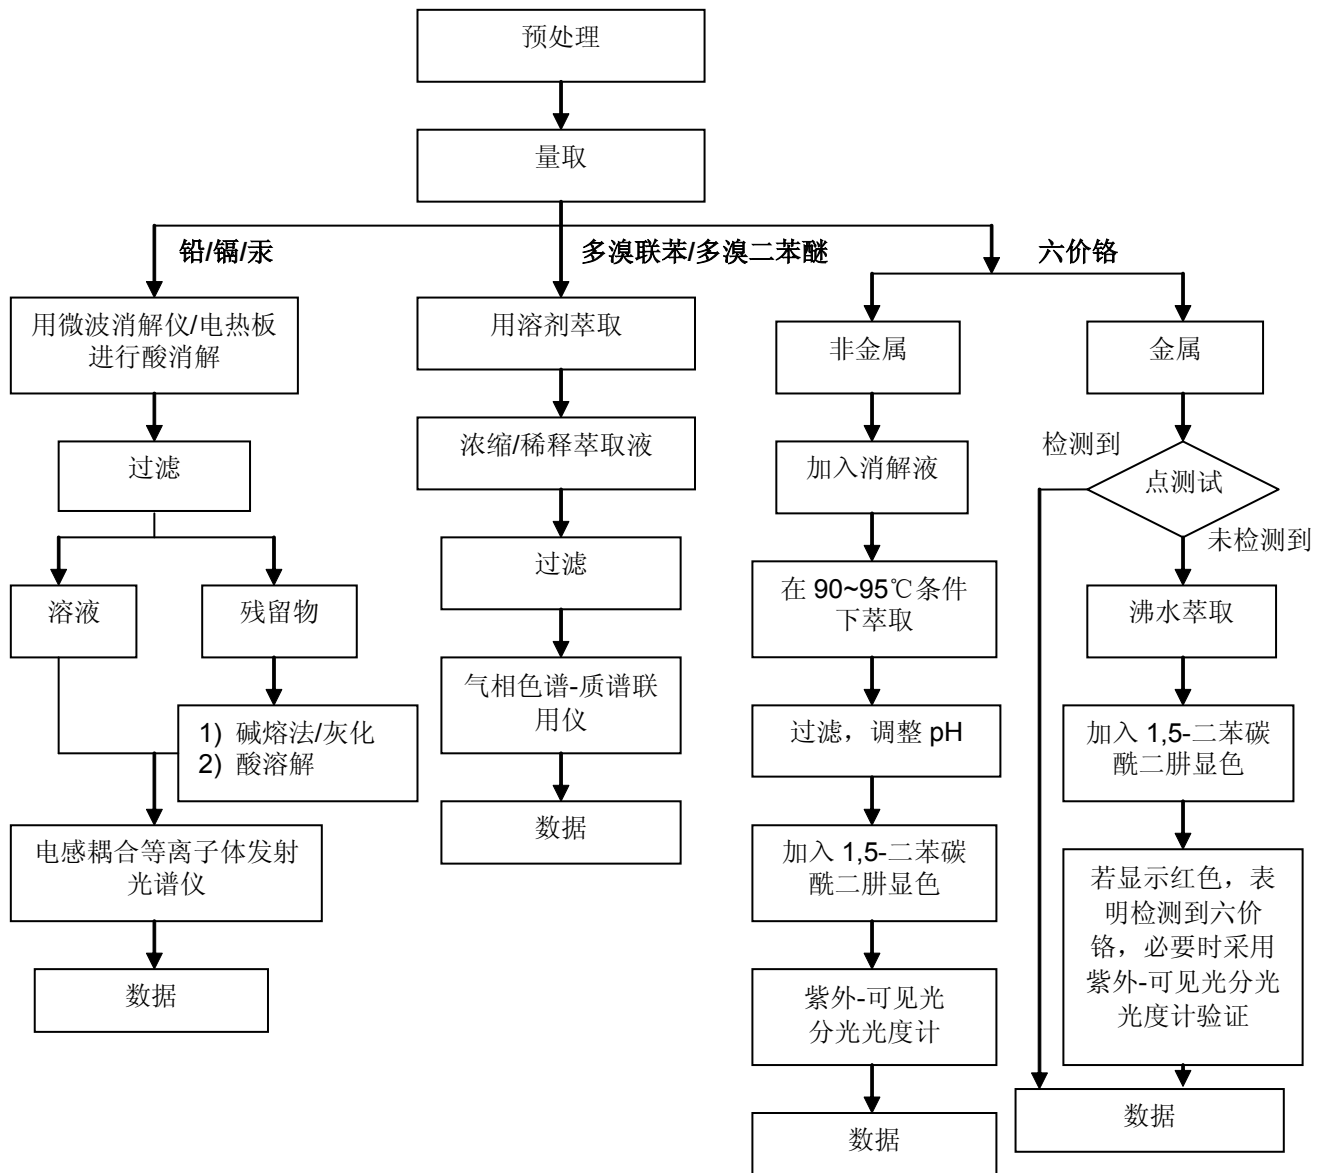 预处理
量取
铅/镉/汞
多溴联苯/多溴二苯醚
六价铬
用微波消解仪/电热板
进行酸消解
过滤
溶液
残留物
1) 碱熔法/灰化
2) 酸溶解
电感耦合等离子体发射
光谱仪
数据
用溶剂萃取
浓缩/稀释萃取液
过滤
气相色谱-质谱联
用仪
数据
非金属
加入消解液
在 90~95℃条件
下萃取
过滤，调整 pH
加入 1,5-二苯碳
酰二肼显色
紫外-可见光
分光光度计
数据
金属
检测到
点测试
未检测到
沸水萃取
加入 1,5-二苯碳
酰二肼显色
若显示红色，表
明检测到六价
铬，必要时采用
紫外-可见光分光
光度计验证
数据